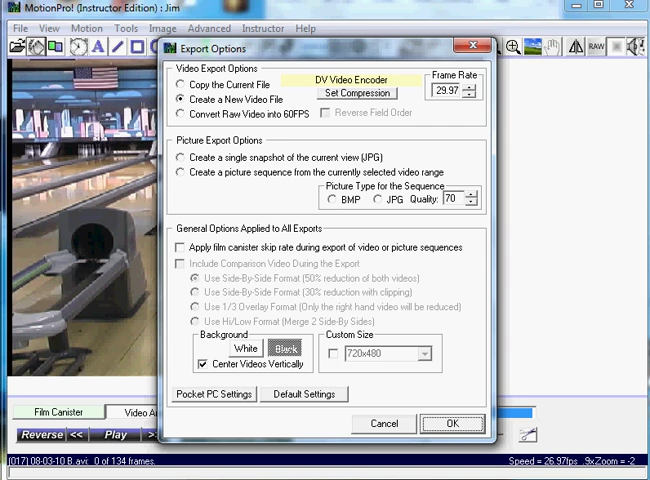 MotionPro! (Instructor Edition) : Jim
File View Motion Tools Image Advanced Instructor Help
RAW
Export Options
Video Export Options
Copy the Current File
Create a New Video File
Convert Raw Video into 60FPS
DV Video Encoder
Set Compression
Reverse Field Order
Frame Rate
29.97
Picture Export Options
Create a single snapshot of the current view (JPG)
Create a picture sequence from the currently selected video range
Picture Type for the Sequence
BMP JPG Quality: 70
General Options Applied to All Exports
Apply film canister skip rate during export of video or picture sequences
Include Comparison Video During the Export
Use Side-By-Side Format (50% reduction of both videos)
Use Side-By-Side Format (30% reduction with clipping)
Use 1/3 Overlay Format (Only the right hand video will be reduced)
Use Hi/Low Format (Merge 2 Side-By Sides)
Background
White Black
Center Videos Vertically
Custom Size
720x480
Pocket PC Settings Default Settings
Cancel OK
Film Canister Video A
Reverse << Play >
(017) 08-03-10 B.avi: 0 of 134 frames. Speed = 26.97fps .9xZoom = -2